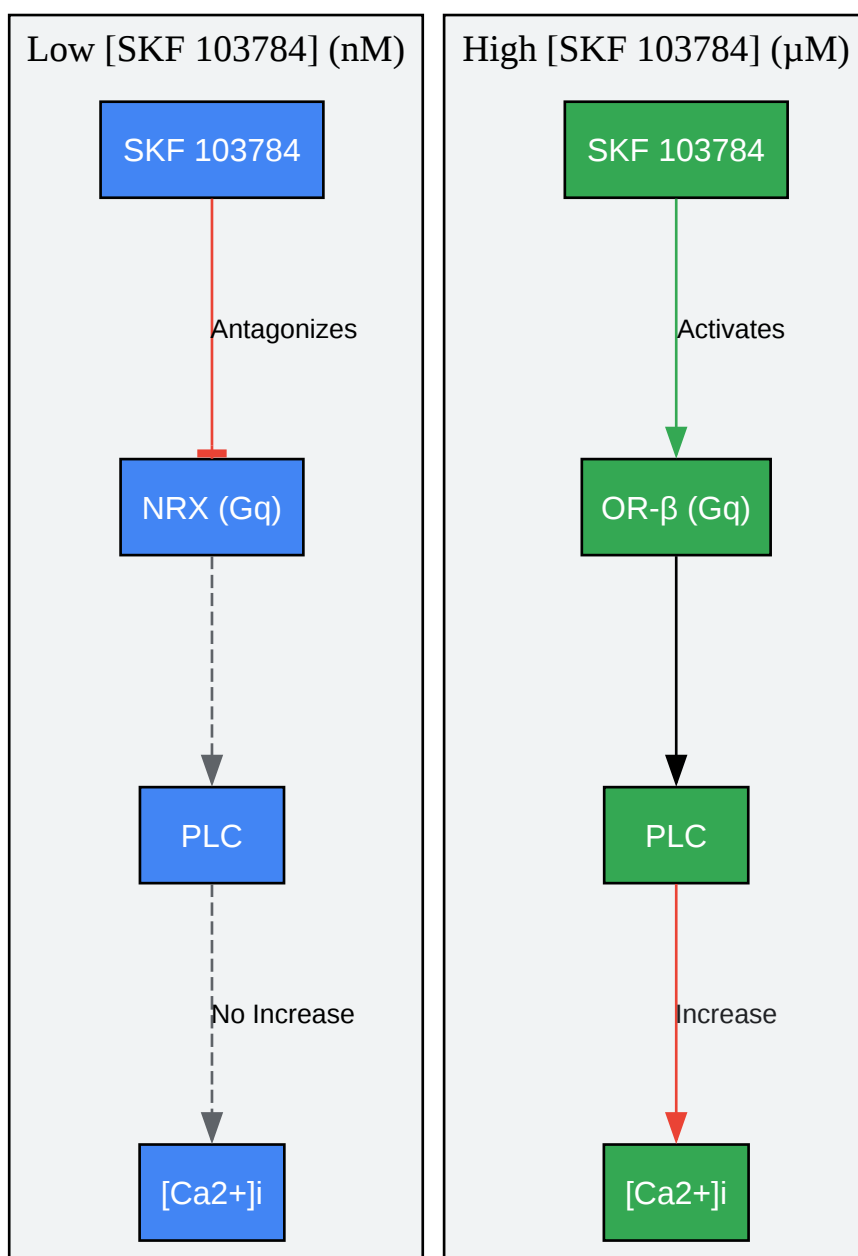 Low [SKF 103784] (nM)
SKF 103784
Antagonizes
NRX (Gq)
PLC
No Increase
[Ca2+]i
High [SKF 103784] (µM)
SKF 103784
Activates
OR-β (Gq)
PLC
Increase
[Ca2+]i